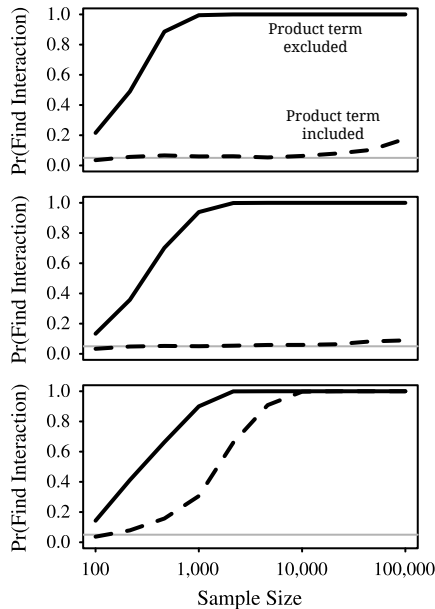 Pr(Find Interaction)
1.0
0.8
0.6
0.4
0.2
0.0
Product term
excluded
Product term
included
Pr(Find Interaction)
1.0
0.8
0.6
0.4
0.2
0.0
Pr(Find Interaction)
1.0
0.8
0.6
0.4
0.2
0.0
100
1,000
10,000
100,000
Sample Size